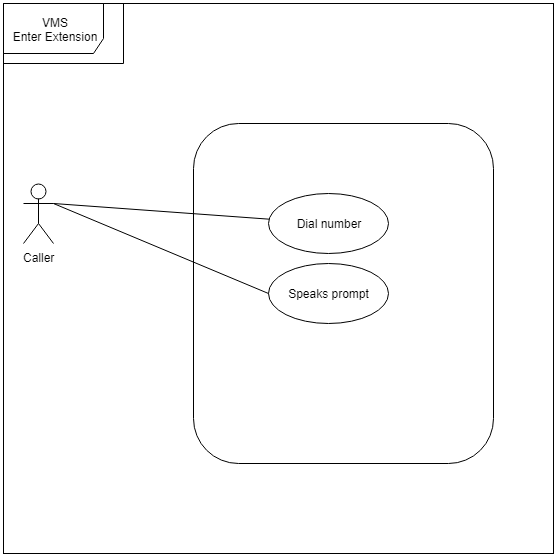 VMS
Enter Extension
Dial number
Caller
Speaks prompt